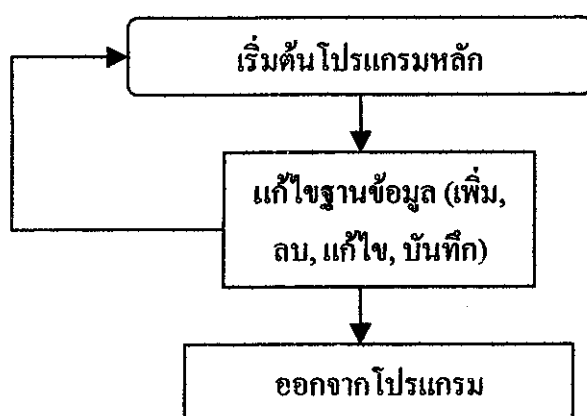 เริ่มต้นโปรแกรมหลัก
แก้ไขฐานข้อมูล (เพิ่ม,
ลบ, แก้ไข, บันทึก)
ออกจากโปรแกรม